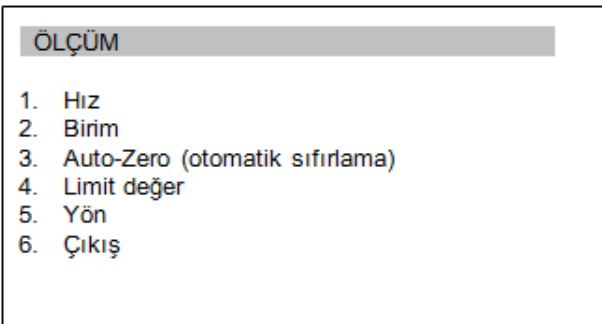 ÖLÇÜM
1. Hız
2. Birim
3. Auto-Zero (otomatik sıfırlama)
4. Limit değer
5. Yön
6. Çıkış